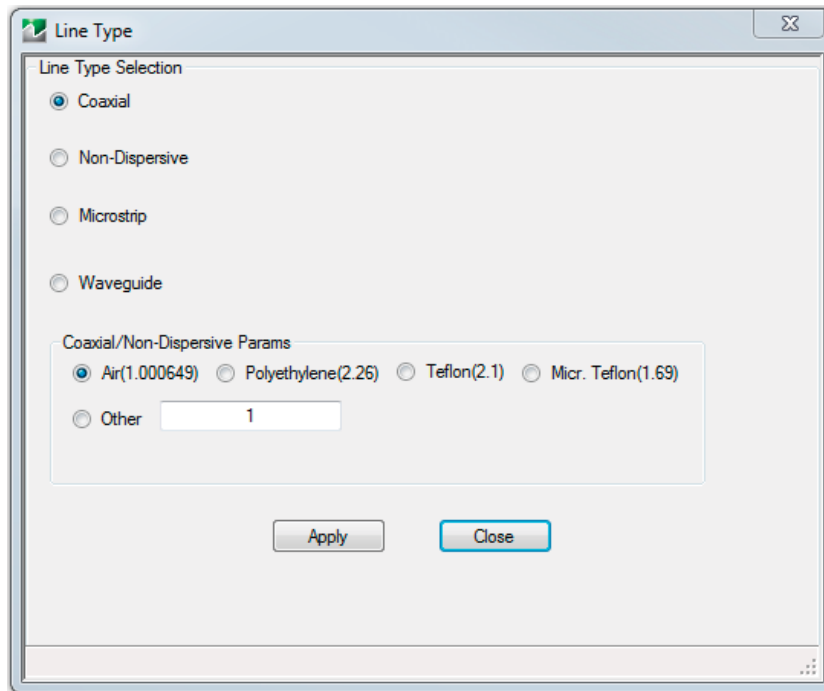 Line Type
Line Type Selection
Coaxial
Non-Dispersive
Microstrip
Waveguide
Coaxial/Non-Dispersive Params
Air(1.000649) Polyethylene(2.26) Teflon(2.1) Micr. Teflon(1.69)
Other 1
Apply Close